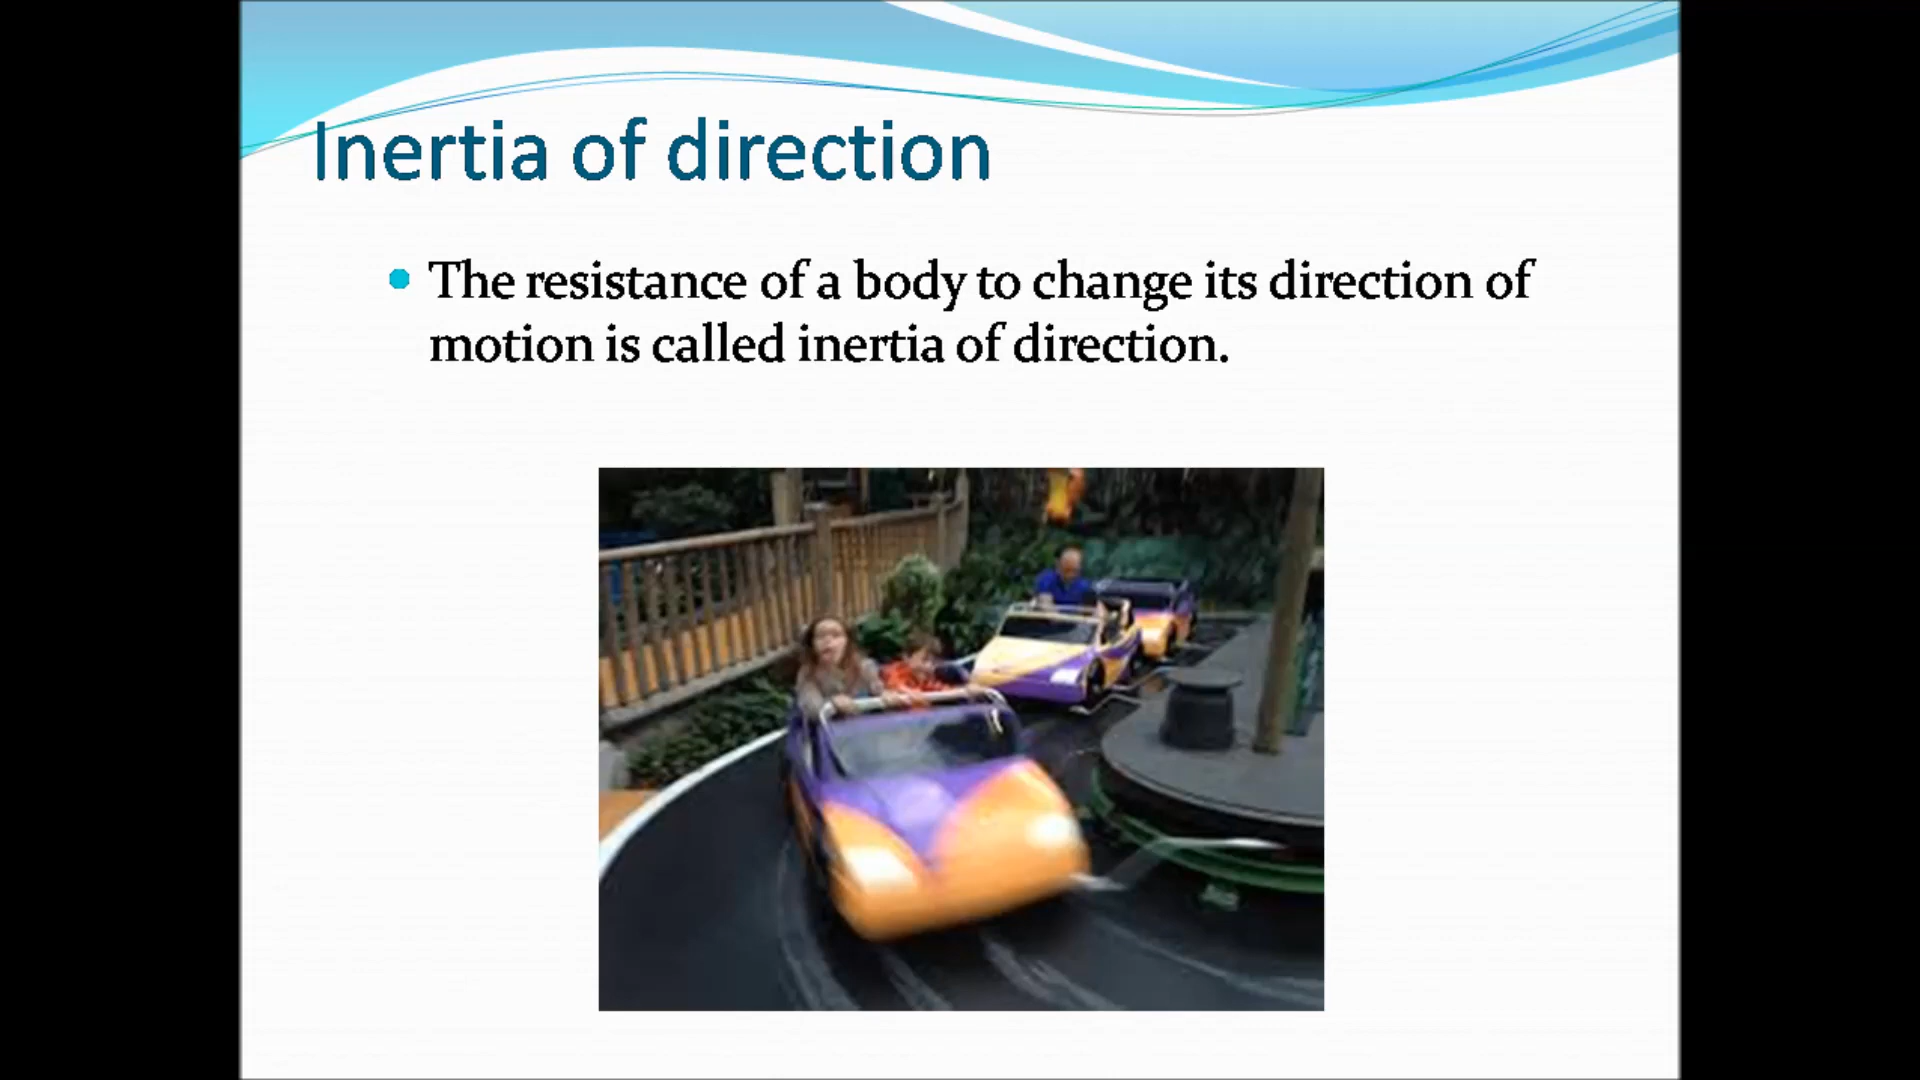 Inertia of direction
The resistance of a body to change its direction of
motion is called inertia of direction.